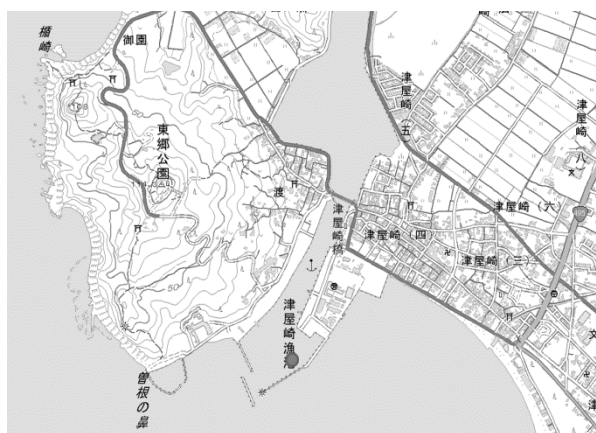 楯崎
御園
東郷公園
渡
津屋崎橋
津屋崎漁港
曽根の鼻
津屋崎(五)
津屋崎(四)
津屋崎(三)
津屋崎(六)
津屋崎(八)
文
津
50